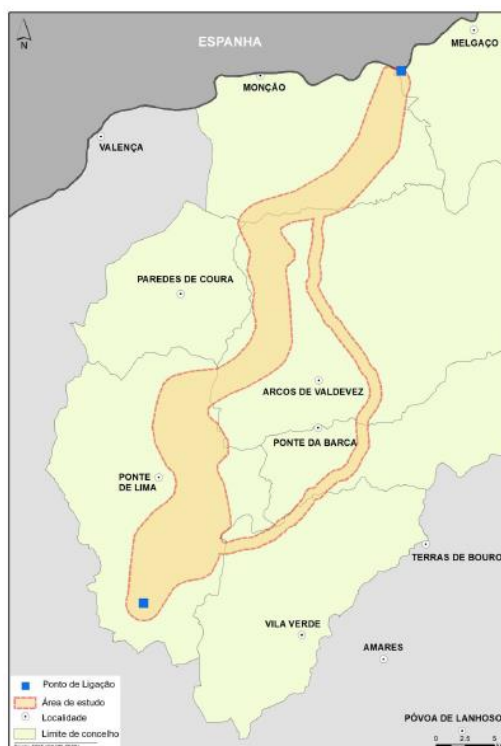 N
ESPANHA
MELGAÇO
MONÇÃO
VALENÇA
PAREDES DE COURA
ARCOS DE VALDEVEZ
PONTE DA BARCA
PONTE
DE LIMA
TERRAS DE BOURO
VILA VERDE
AMARES
PÓVOA DE LANHOSO
Ponto de Ligação
Área de estudo
Localidade
Limite de concelho
0 2.5 5